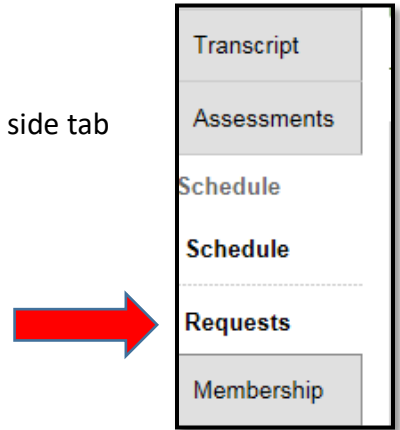 Transcript
side tab
Assessments
Schedule
Schedule
Requests
Membership